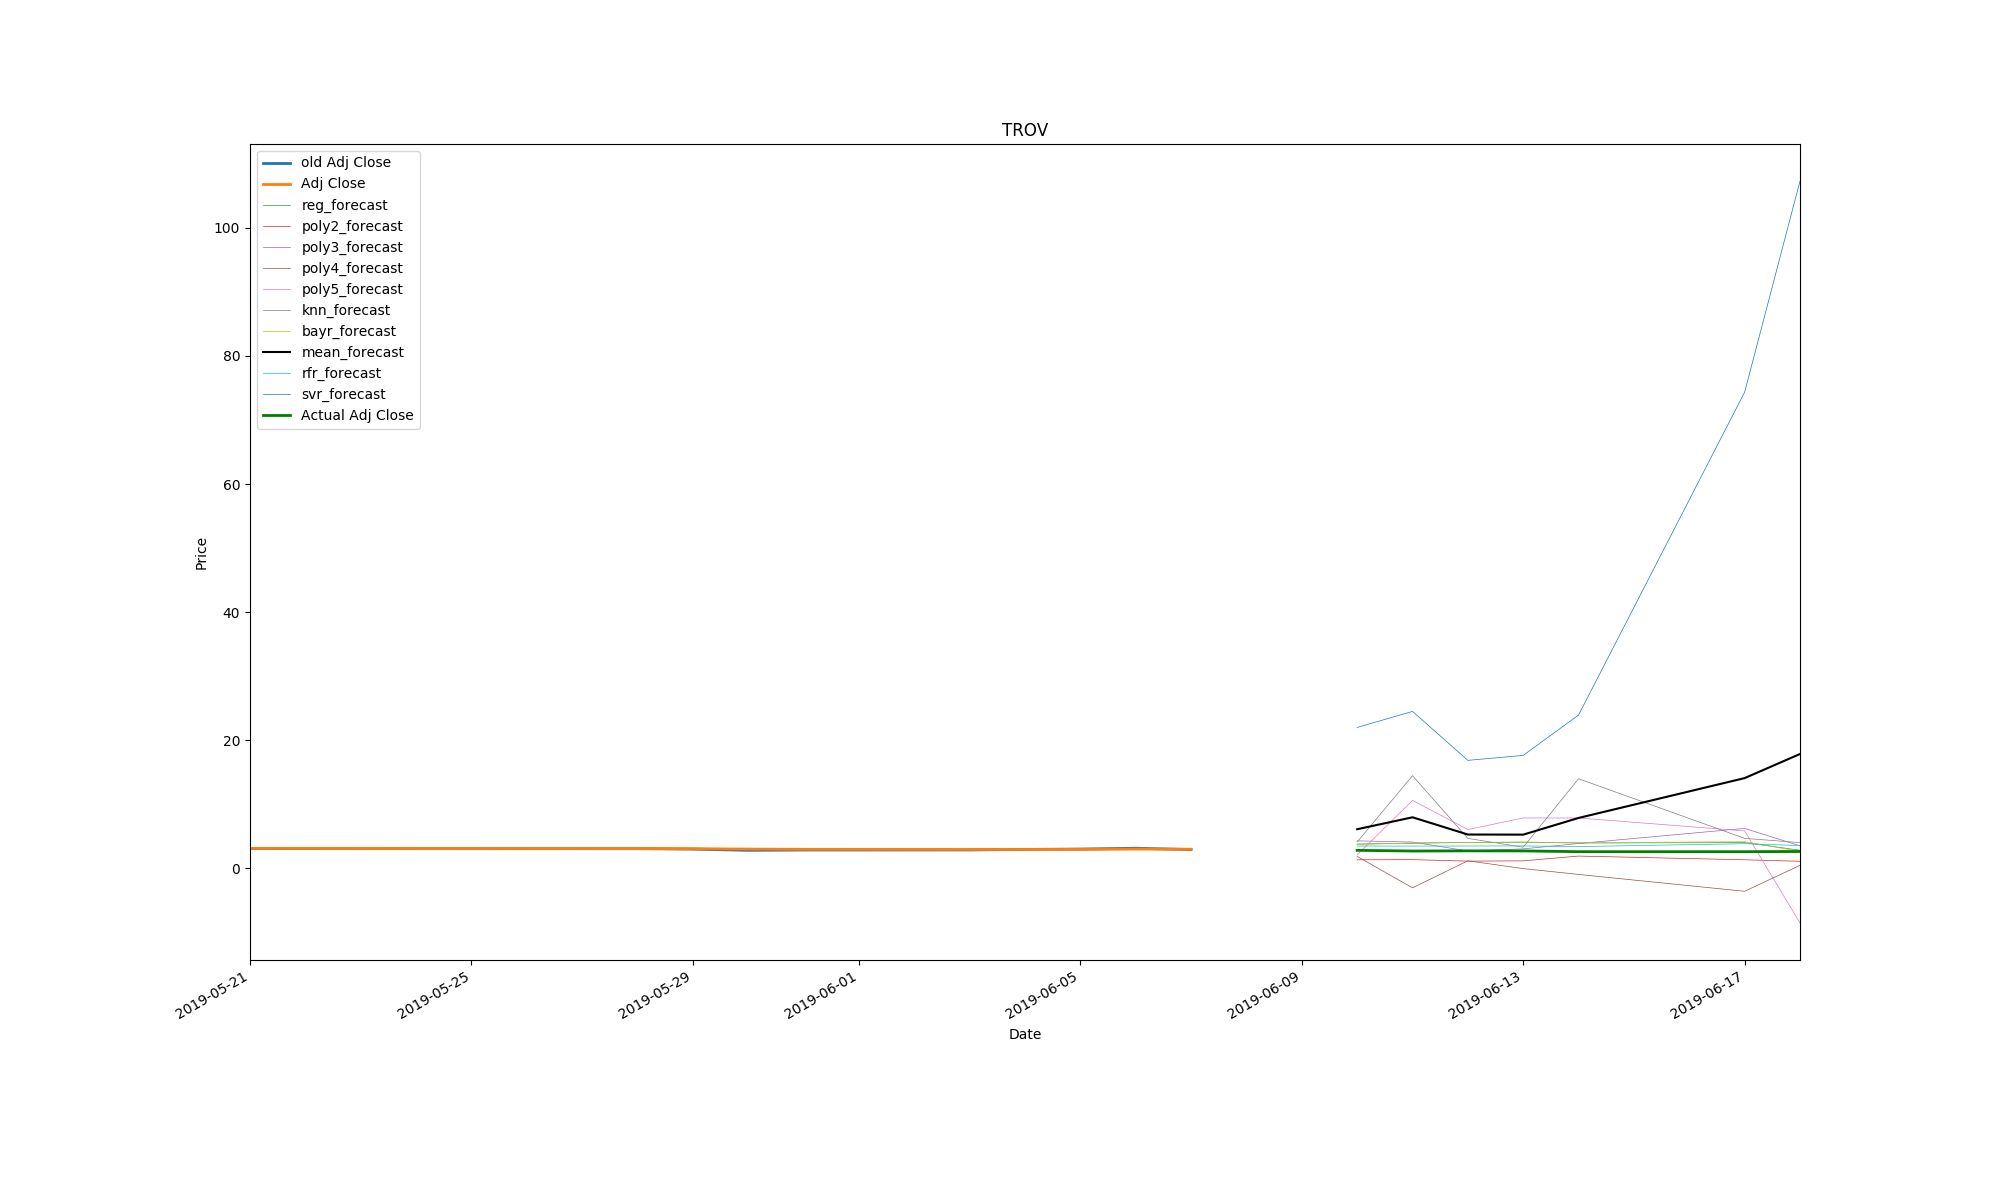 TROV
old Adj Close
Adj Close
reg_forecast
poly2_forecast
poly3_forecast
poly4_forecast
poly5_forecast
knn_forecast
bayr_forecast
mean_forecast
rfr_forecast
svr_forecast
Actual Adj Close
100
80
60
40
20
0
Price
2019-05-21
2019-05-25
2019-05-29
2019-06-01
2019-06-05
2019-06-09
2019-06-13
2019-06-17
Date